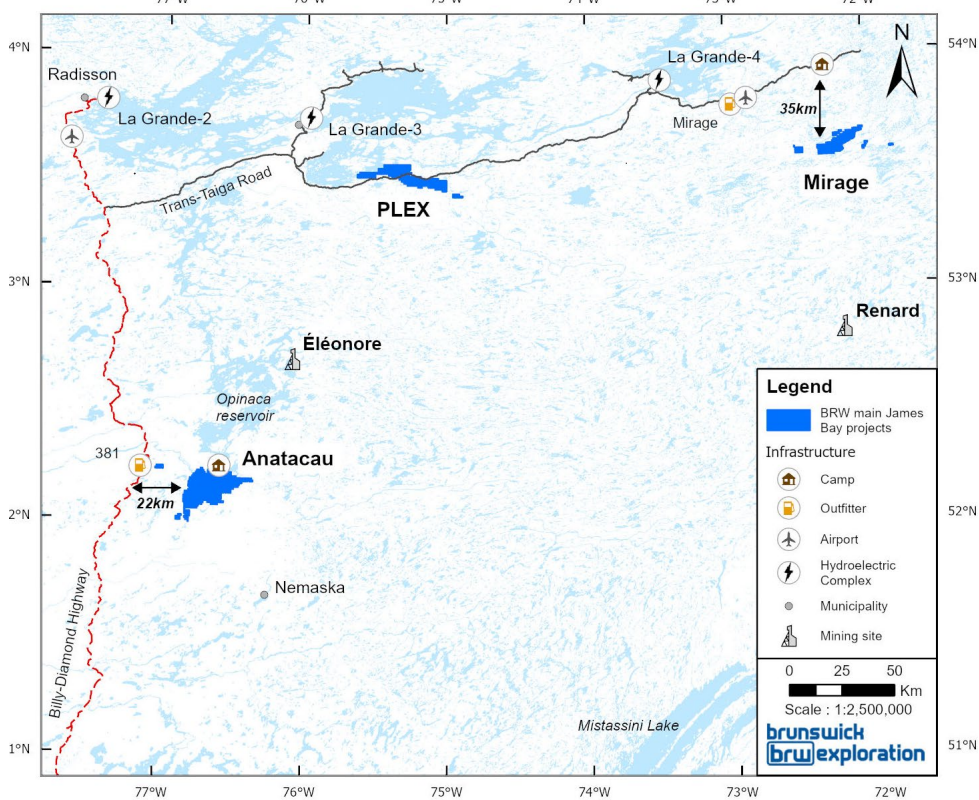 4°N
54°N
N
Radisson
La Grande-2
La Grande-3
La Grande-4
Mirage
35km
Trans-Taiga Road
PLEX
Mirage
3°N
53°N
Renard
Éléonore
Opinaca
reservoir
381
Anatacau
22km
2°N
52°N
Nemaska
Billy-Diamond Highway
Mistassini Lake
1°N
51°N
Legend
BRW main James
Bay projects
Infrastructure
Camp
Outfitter
Airport
Hydroelectric
Complex
Municipality
Mining site
0 25 50
Km
Scale : 1:2,500,000
brunswick
brw exploration
77°W 76°W 75°W 74°W 73°W 72°W